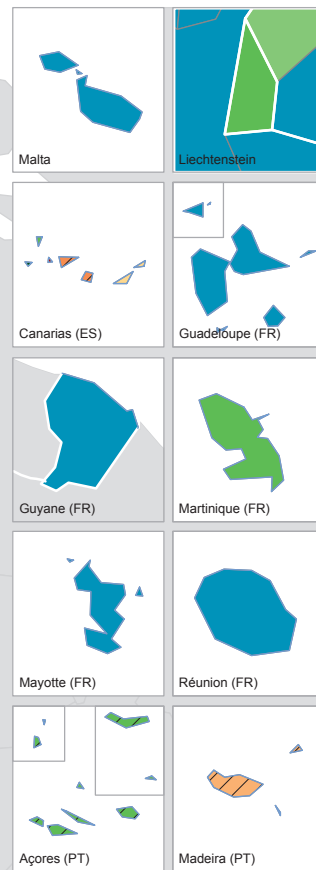 Malta
Liechtenstein
Canarias (ES)
Guadeloupe (FR)
Guyane (FR)
Martinique (FR)
Mayotte (FR)
Réunion (FR)
Açores (PT)
Madeira (PT)